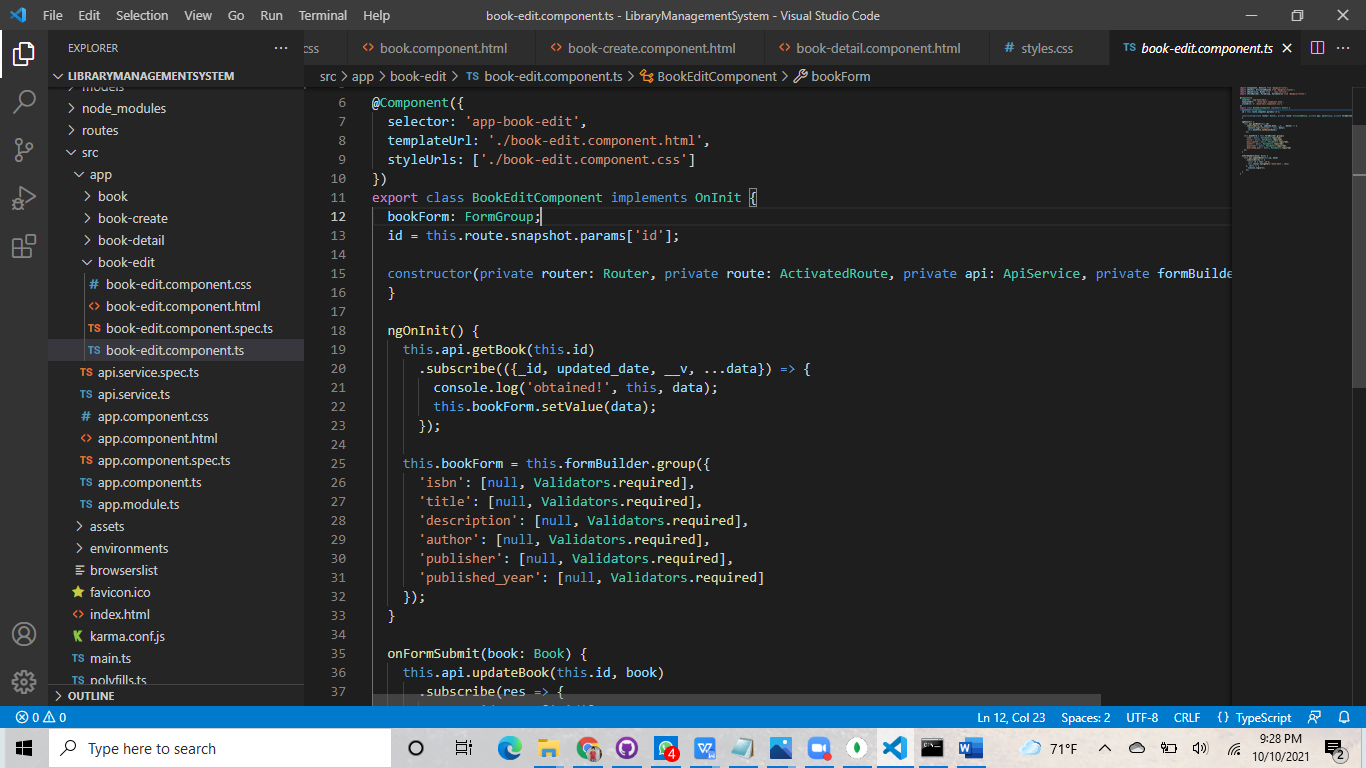 File Edit Selection View Go Run Terminal Help
book-edit.component.ts - LibraryManagementSystem - Visual Studio Code
EXPLORER
LIBRARYMANAGEMENTSYSTEM
models
node_modules
routes
src
app
book
book-create
book-detail
book-edit
# book-edit.component.css
<> book-edit.component.html
TS book-edit.component.spec.ts
TS book-edit.component.ts
TS api.service.spec.ts
TS api.service.ts
# app.component.css
<> app.component.html
TS app.component.spec.ts
TS app.component.ts
TS app.module.ts
assets
environments
browserslist
favicon.ico
<> index.html
karma.conf.js
TS main.ts
TS polyfills.ts
OUTLINE
css <> book.component.html <> book-create.component.html <> book-detail.component.html # styles.css TS book-edit.component.ts
src > app > book-edit > TS book-edit.component.ts > BookEditComponent > bookForm
6 @Component({
7 selector: 'app-book-edit',
8 templateUrl: './book-edit.component.html',
9 styleUrls: ['./book-edit.component.css']
10 })
11 export class BookEditComponent implements OnInit {
12 bookForm: FormGroup;
13 id = this.route.snapshot.params['id'];
14
15 constructor(private router: Router, private route: ActivatedRoute, private api: ApiService, private formBuilde
16 }
17
18 ngOnInit() {
19 this.api.getBook(this.id)
20 .subscribe(({_id, updated_date, __v, ...data}) => {
21 console.log('obtained!', this, data);
22 this.bookForm.setValue(data);
23 });
24
25 this.bookForm = this.formBuilder.group({
26 'isbn': [null, Validators.required],
27 'title': [null, Validators.required],
28 'description': [null, Validators.required],
29 'author': [null, Validators.required],
30 'publisher': [null, Validators.required],
31 'published_year': [null, Validators.required]
32 });
33 }
34
35 onFormSubmit(book: Book) {
36 this.api.updateBook(this.id, book)
37 .subscribe(res => {
0 0 Ln 12, Col 23 Spaces: 2 UTF-8 CRLF {} TypeScript
Type here to search
4
71°F
9:28 PM
10/10/2021
2